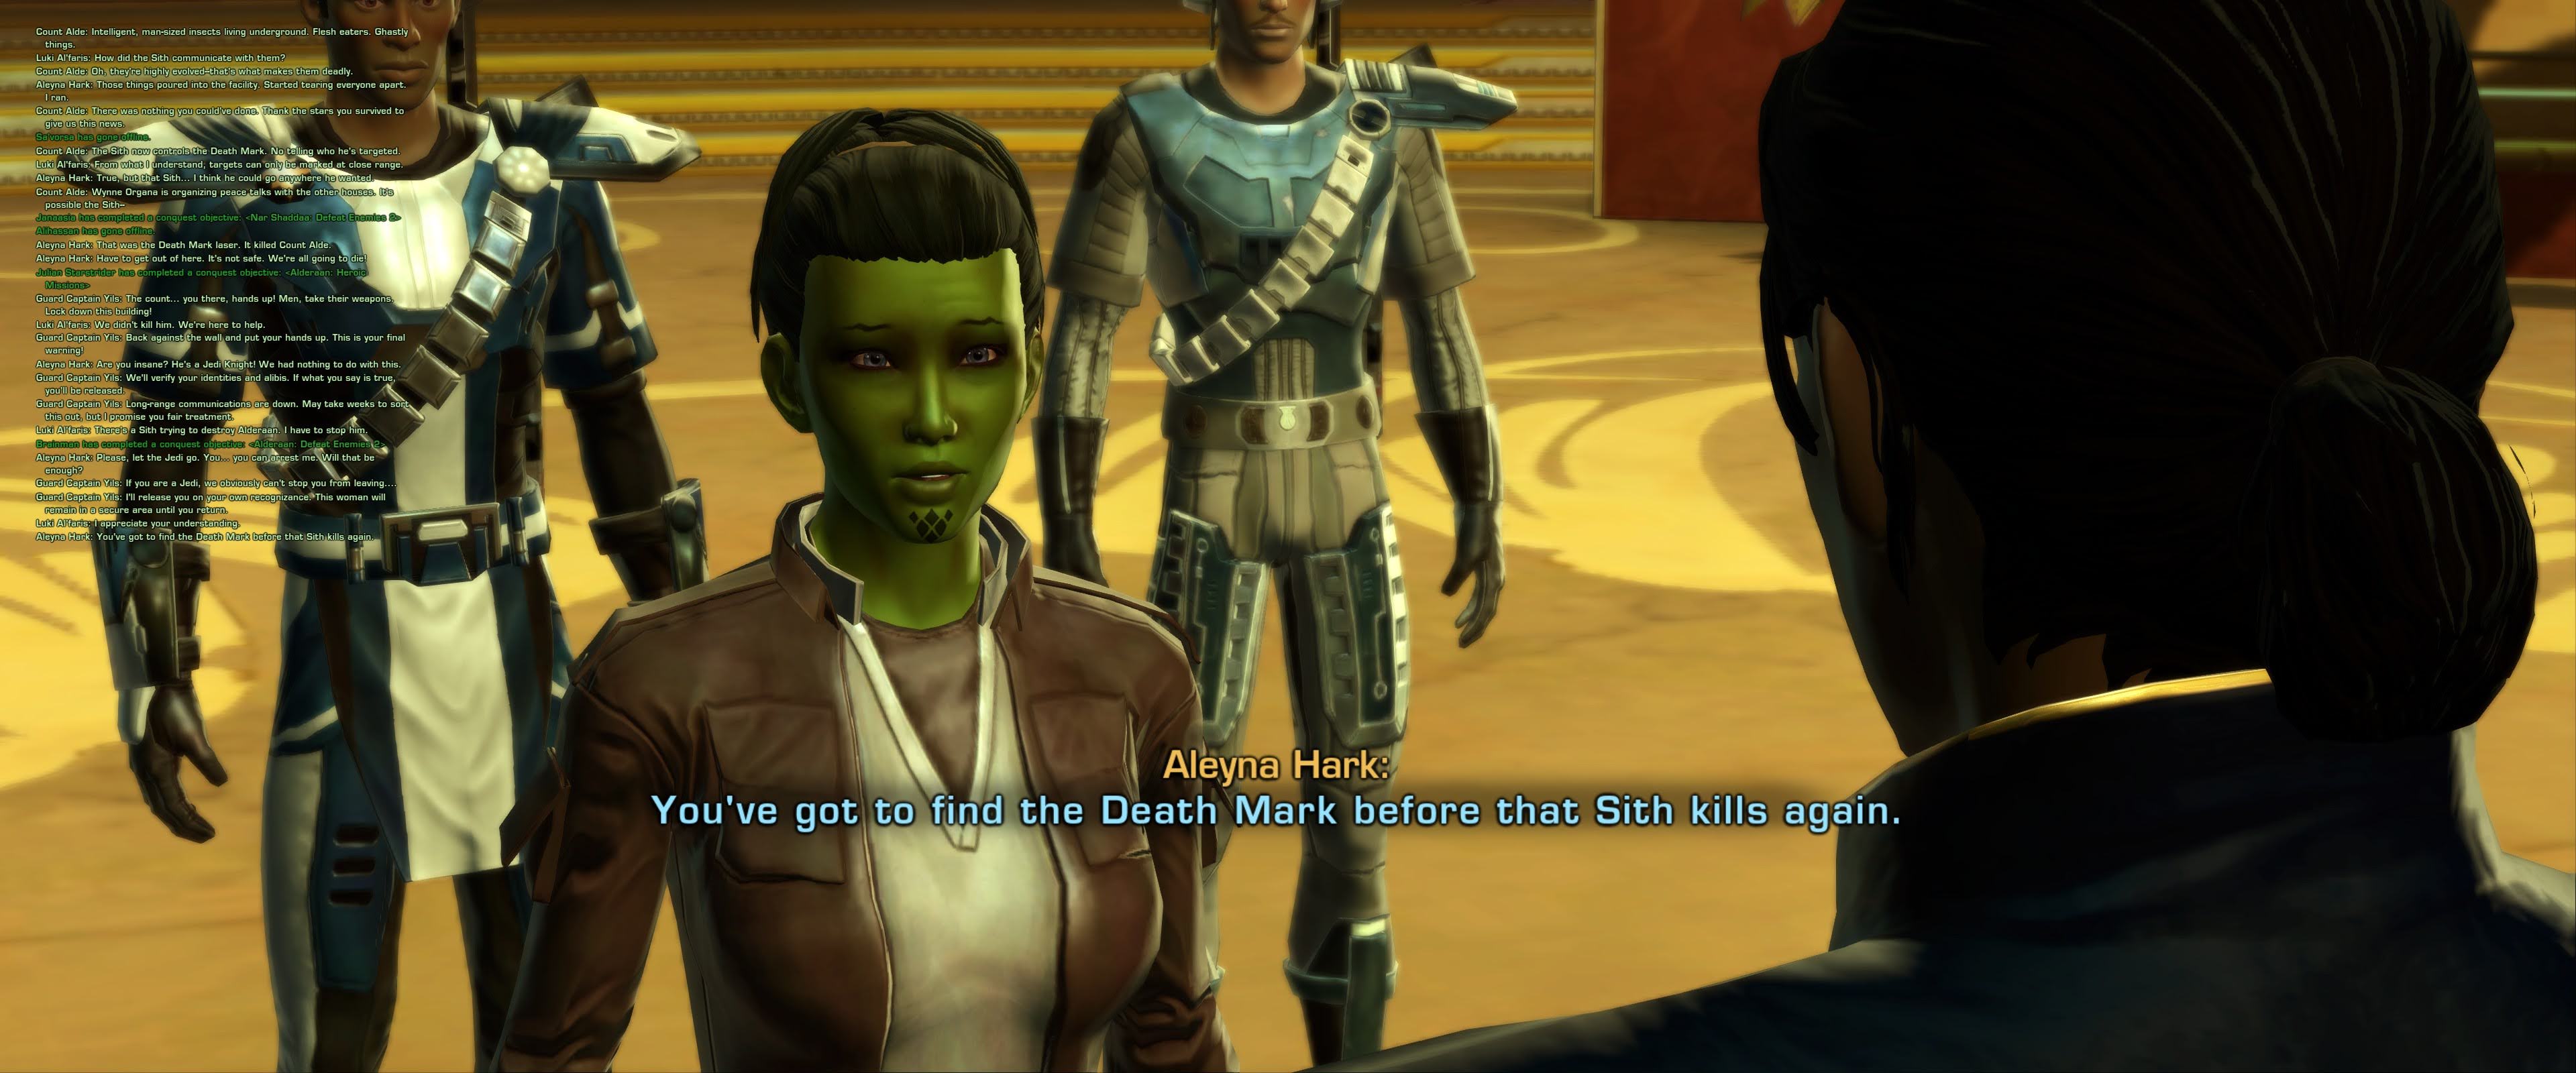 Count Alde: Intelligent, man-sized insects living underground. Flesh eaters. Ghastly
things.
Luki Al'faris: How did the Sith communicate with them?
Count Alde: Oh, they're highly evolved--that's what makes them deadly.
Aleyna Hark: Those things poured into the facility. Started tearing everyone apart.
I ran.
Count Alde: There was nothing you could've done. Thank the stars you survived to
give us this news.
Sa'vorsa has gone offline.
Count Alde: The Sith now controls the Death Mark. No telling who he's targeted.
Luki Al'faris: From what I understand, targets can only be marked at close range.
Aleyna Hark: True, but that Sith... I think he could go anywhere he wanted.
Count Alde: Wynne Organa is organizing peace talks with the other houses. It's
possible the Sith--
Janaasia has completed a conquest objective: <Nar Shaddaa: Defeat Enemies 2>
Alihassan has gone offline.
Aleyna Hark: That was the Death Mark laser. It killed Count Alde.
Aleyna Hark: Have to get out of here. It's not safe. We're all going to die!
Julian Starstrider has completed a conquest objective: <Alderaan: Heroic
Missions>
Guard Captain Yils: The count... you there, hands up! Men, take their weapons.
Lock down this building!
Luki Al'faris: We didn't kill him. We're here to help.
Guard Captain Yils: Back against the wall and put your hands up. This is your final
warning!
Aleyna Hark: Are you insane? He's a Jedi Knight! We had nothing to do with this.
Guard Captain Yils: We'll verify your identities and alibis. If what you say is true,
you'll be released.
Guard Captain Yils: Long-range communications are down. May take weeks to sort
this out, but I promise you fair treatment.
Luki Al'faris: There's a Sith trying to destroy Alderaan. I have to stop him.
Brainman has completed a conquest objective: <Alderaan: Defeat Enemies 2>
Aleyna Hark: Please, let the Jedi go. You... you can arrest me. Will that be
enough?
Guard Captain Yils: If you are a Jedi, we obviously can't stop you from leaving....
Guard Captain Yils: I'll release you on your own recognizance. This woman will
remain in a secure area until you return.
Luki Al'faris: I appreciate your understanding.
Aleyna Hark: You've got to find the Death Mark before that Sith kills again.
Aleyna Hark:
You've got to find the Death Mark before that Sith kills again.